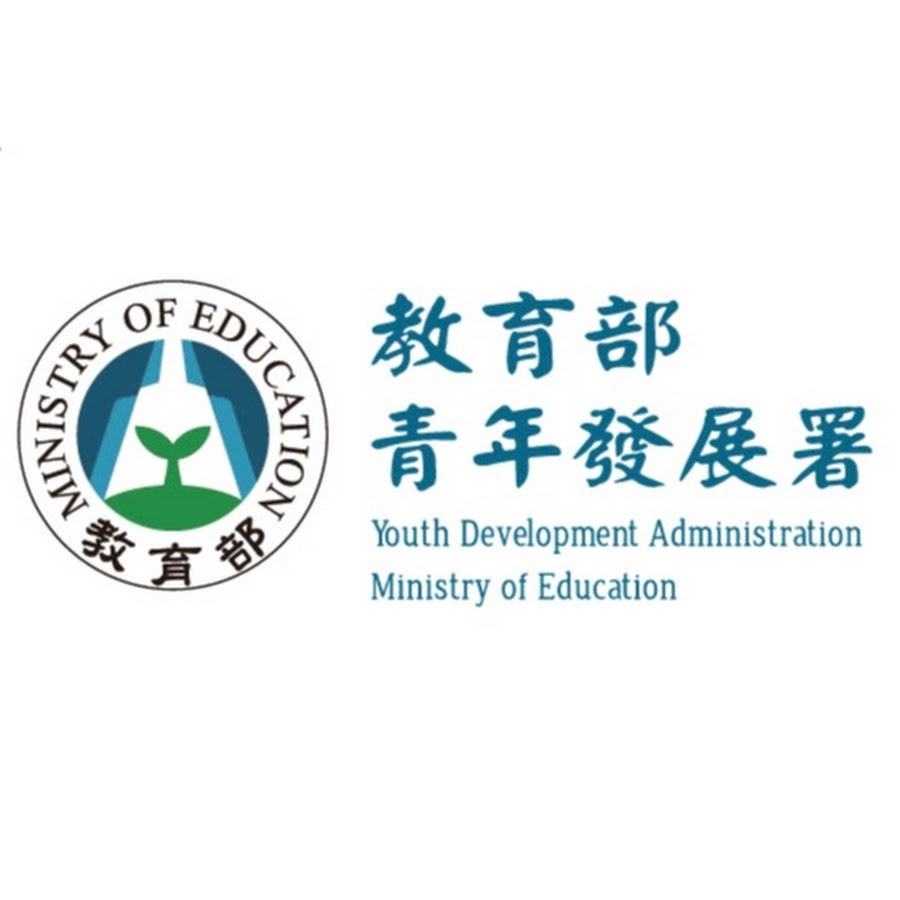 MINISTRY OF EDUCATION
教育部
教育部
青年發展署
Youth Development Administration
Ministry of Education